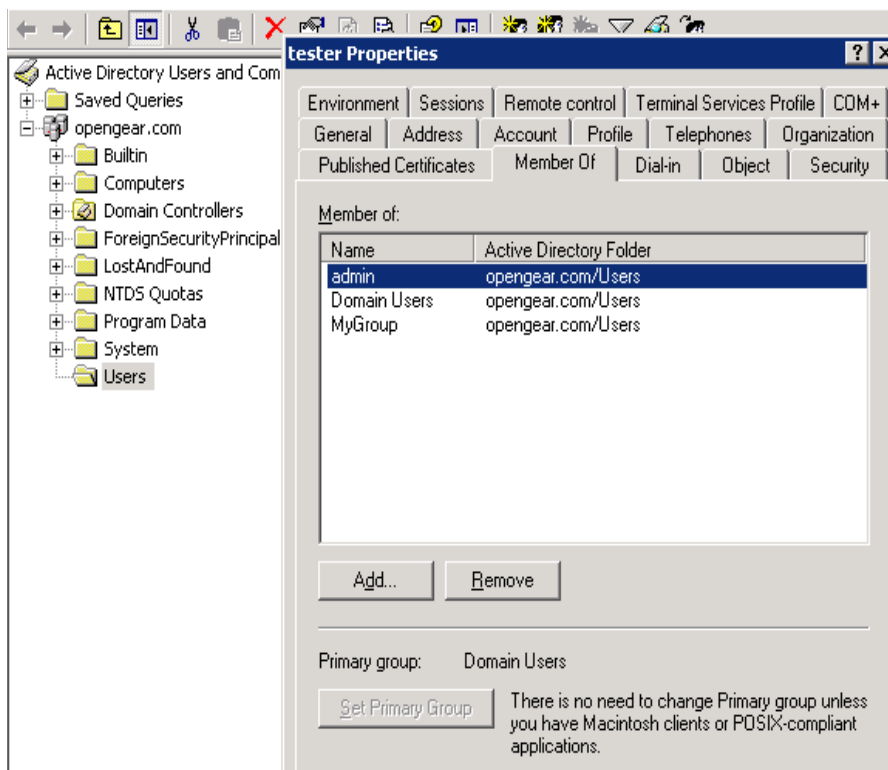 tester Properties
Active Directory Users and Com
Saved Queries
opengear.com
Builtin
Computers
Domain Controllers
ForeignSecurityPrincipal
LostAndFound
NTDS Quotas
Program Data
System
Users
Environment Sessions Remote control Terminal Services Profile COM+
General Address Account Profile Telephones Organization
Published Certificates Member Of Dial-in Object Security
Member of:
Name Active Directory Folder
admin opengear.com/Users
Domain Users opengear.com/Users
MyGroup opengear.com/Users
Add... Remove
Primary group: Domain Users
Set Primary Group
There is no need to change Primary group unless
you have Macintosh clients or POSIX-compliant
applications.